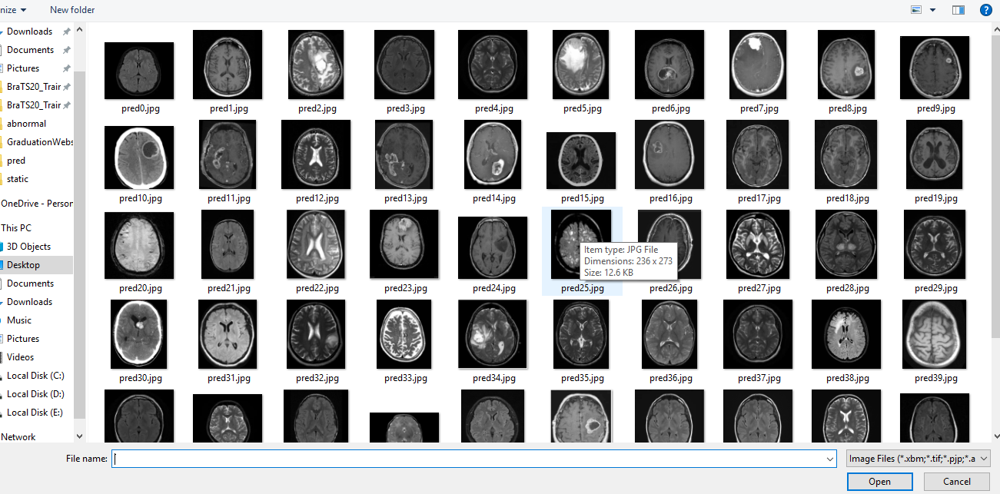 nize New folder
Downloads
Documents
Pictures
BraTS20_Train
BraTS20_Train
abnormal
GraduationWebs
pred
static
OneDrive - Person
This PC
3D Objects
Desktop
Documents
Downloads
Music
Pictures
Videos
Local Disk (C:)
Local Disk (D:)
Local Disk (E:)
Network
pred0.jpg pred1.jpg pred2.jpg pred3.jpg pred4.jpg pred5.jpg pred6.jpg pred7.jpg pred8.jpg pred9.jpg
pred10.jpg pred11.jpg pred12.jpg pred13.jpg pred14.jpg pred15.jpg pred16.jpg pred17.jpg pred18.jpg pred19.jpg
Item type: JPG File
Dimensions: 236 x 273
Size: 12.6 KB
pred20.jpg pred21.jpg pred22.jpg pred23.jpg pred24.jpg pred25.jpg pred26.jpg pred27.jpg pred28.jpg pred29.jpg
pred30.jpg pred31.jpg pred32.jpg pred33.jpg pred34.jpg pred35.jpg pred36.jpg pred37.jpg pred38.jpg pred39.jpg
File name: Image Files (*.xbm;*.tif;*.pjp;*.a
Open Cancel